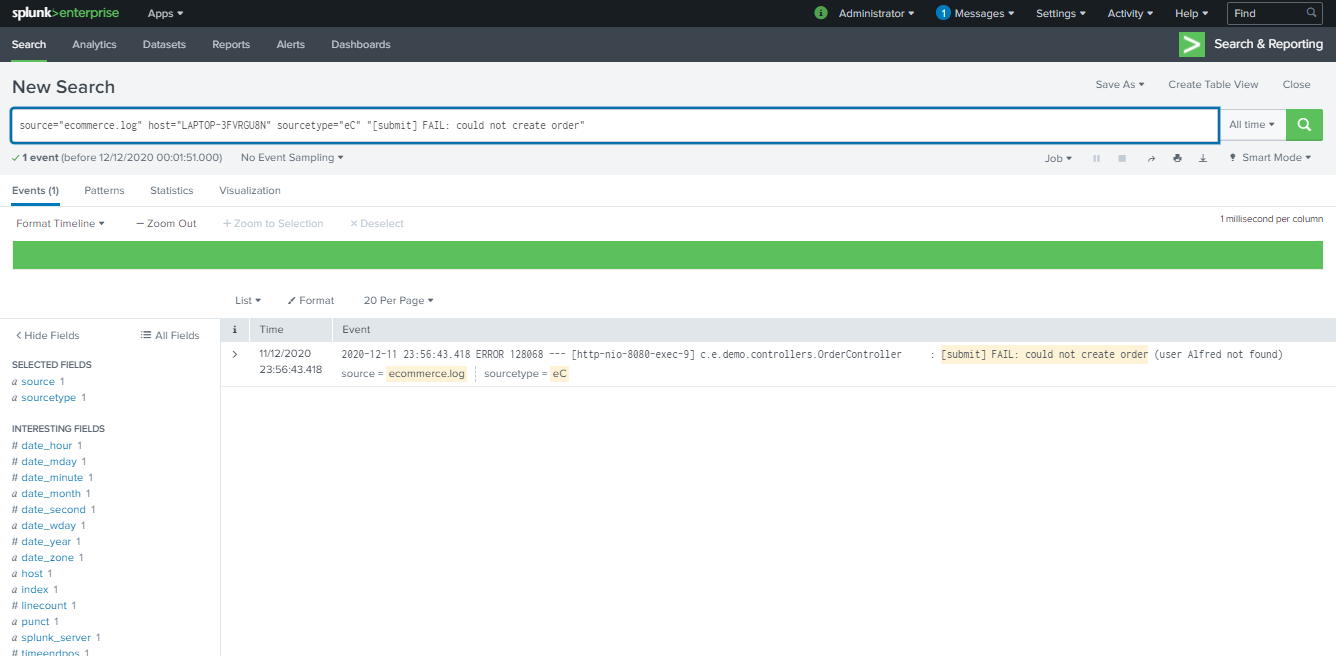 splunk>enterprise Apps Administrator 1 Messages Settings Activity Help Find
Search Analytics Datasets Reports Alerts Dashboards Search & Reporting
New Search Save As Create Table View Close
source="ecommerce.log" host="LAPTOP-3FVRGU8N" sourcetype="eC" "[submit] FAIL: could not create order" All time
1 event (before 12/12/2020 00:01:51.000) No Event Sampling Job Smart Mode
Events (1) Patterns Statistics Visualization
Format Timeline — Zoom Out + Zoom to Selection × Deselect 1 millisecond per column
List Format 20 Per Page
< Hide Fields All Fields i Time Event
SELECTED FIELDS
a source 1
a sourcetype 1
INTERESTING FIELDS
# date_hour 1
# date_mday 1
# date_minute 1
a date_month 1
# date_second 1
a date_wday 1
# date_year 1
a date_zone 1
a host 1
a index 1
# linecount 1
a punct 1
a splunk_server 1
# timeendpos 1
> 11/12/2020 2020-12-11 23:56:43.418 ERROR 128068 --- [http-nio-8080-exec-9] c.e.demo.controllers.OrderController : [submit] FAIL: could not create order (user Alfred not found)
23:56:43.418 source = ecommerce.log sourcetype = eC